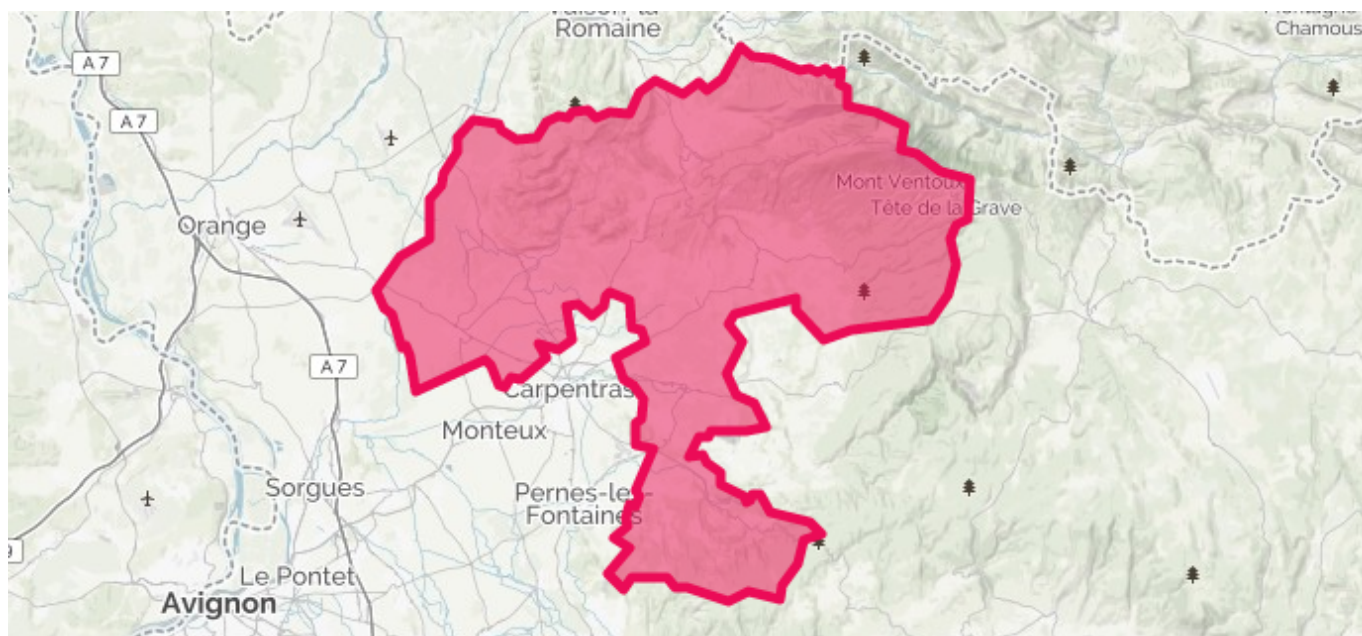 Vaison-la-
Romaine
Chamous
A 7
A 7
Mont Ventoux
Tête de la Grave
Orange
A 7
Carpentras
Monteux
Sorgues
Pernes-les-
Fontaines
Le Pontet
Avignon
9